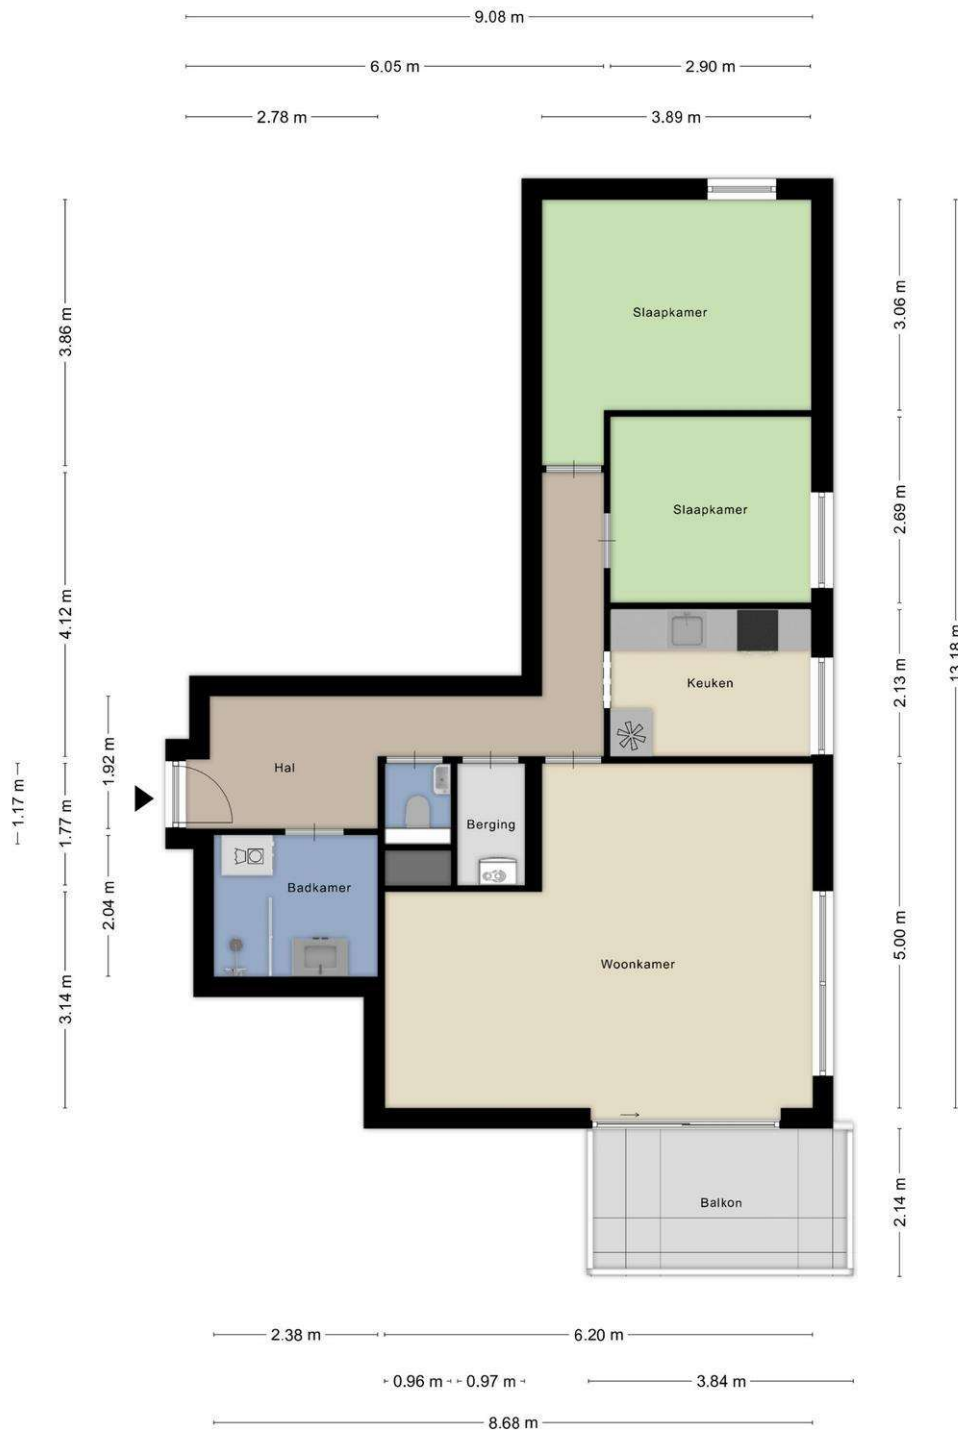 9.08 m
6.05 m
2.90 m
2.78 m
3.89 m
3.86 m
3.06 m
Slaapkamer
Slaapkamer
2.69 m
4.12 m
Keuken
2.13 m
13.18 m
1.92 m
Hal
1.17 m
1.77 m
Berging
Badkamer
2.04 m
5.00 m
Woonkamer
3.14 m
Balkon
2.14 m
2.38 m
6.20 m
0.96 m
0.97 m
3.84 m
8.68 m